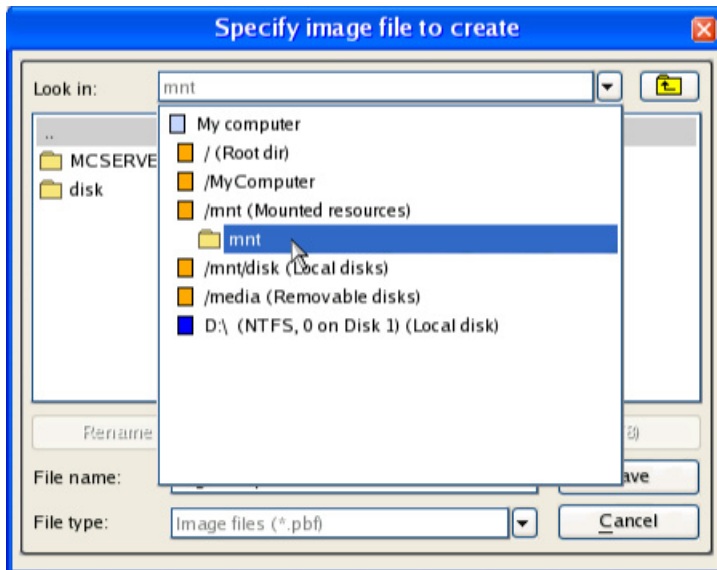 Specify image file to create
Look in: mnt
..
My computer
/ (Root dir)
MCSERVE
/MyComputer
disk
/mnt (Mounted resources)
mnt
/mnt/disk (Local disks)
/media (Removable disks)
D:\ (NTFS, 0 on Disk 1) (Local disk)
Rename
File name: ave
File type: Image files (*.pbf) Cancel